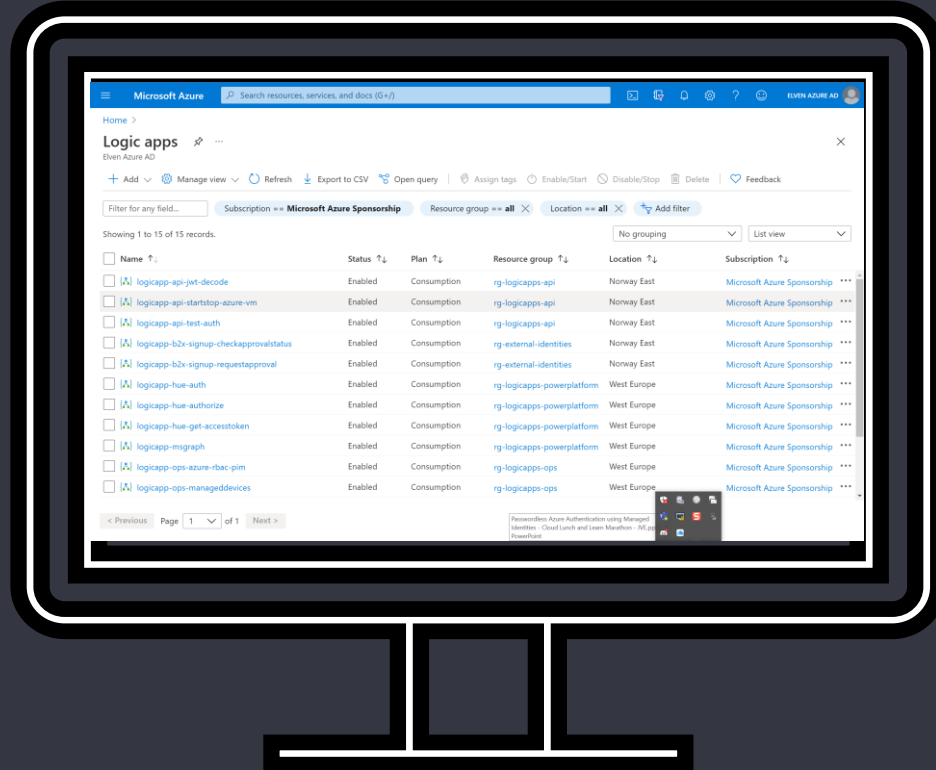 Microsoft Azure Search resources, services, and docs (G+/) ELVEN AZURE AD
Home >
Logic apps
Elven Azure AD
Add Manage view Refresh Export to CSV Open query Assign tags Enable/Start Disable/Stop Delete Feedback
Filter for any field... Subscription == Microsoft Azure Sponsorship Resource group == all Location == all Add filter
Showing 1 to 15 of 15 records. No grouping List view
Name Status Plan Resource group Location Subscription
logicapp-api-jwt-decode Enabled Consumption rg-logicapps-api Norway East Microsoft Azure Sponsorship
logicapp-api-startstop-azure-vm Enabled Consumption rg-logicapps-api Norway East Microsoft Azure Sponsorship
logicapp-api-test-auth Enabled Consumption rg-logicapps-api Norway East Microsoft Azure Sponsorship
logicapp-b2x-signup-checkapprovalstatus Enabled Consumption rg-external-identities Norway East Microsoft Azure Sponsorship
logicapp-b2x-signup-requestapproval Enabled Consumption rg-external-identities Norway East Microsoft Azure Sponsorship
logicapp-hue-auth Enabled Consumption rg-logicapps-powerplatform West Europe Microsoft Azure Sponsorship
logicapp-hue-authorize Enabled Consumption rg-logicapps-powerplatform West Europe Microsoft Azure Sponsorship
logicapp-hue-get-accesstoken Enabled Consumption rg-logicapps-powerplatform West Europe Microsoft Azure Sponsorship
logicapp-msgraph Enabled Consumption rg-logicapps-powerplatform West Europe Microsoft Azure Sponsorship
logicapp-ops-azure-rbac-pim Enabled Consumption rg-logicapps-ops West Europe Microsoft Azure Sponsorship
logicapp-ops-manageddevices Enabled Consumption rg-logicapps-ops West Europe Microsoft Azure Sponsorship
< Previous Page 1 of 1 Next >
Passwordless Azure Authentication using Managed
Identities - Cloud Lunch and Learn Marathon - JVE.pp
PowerPoint